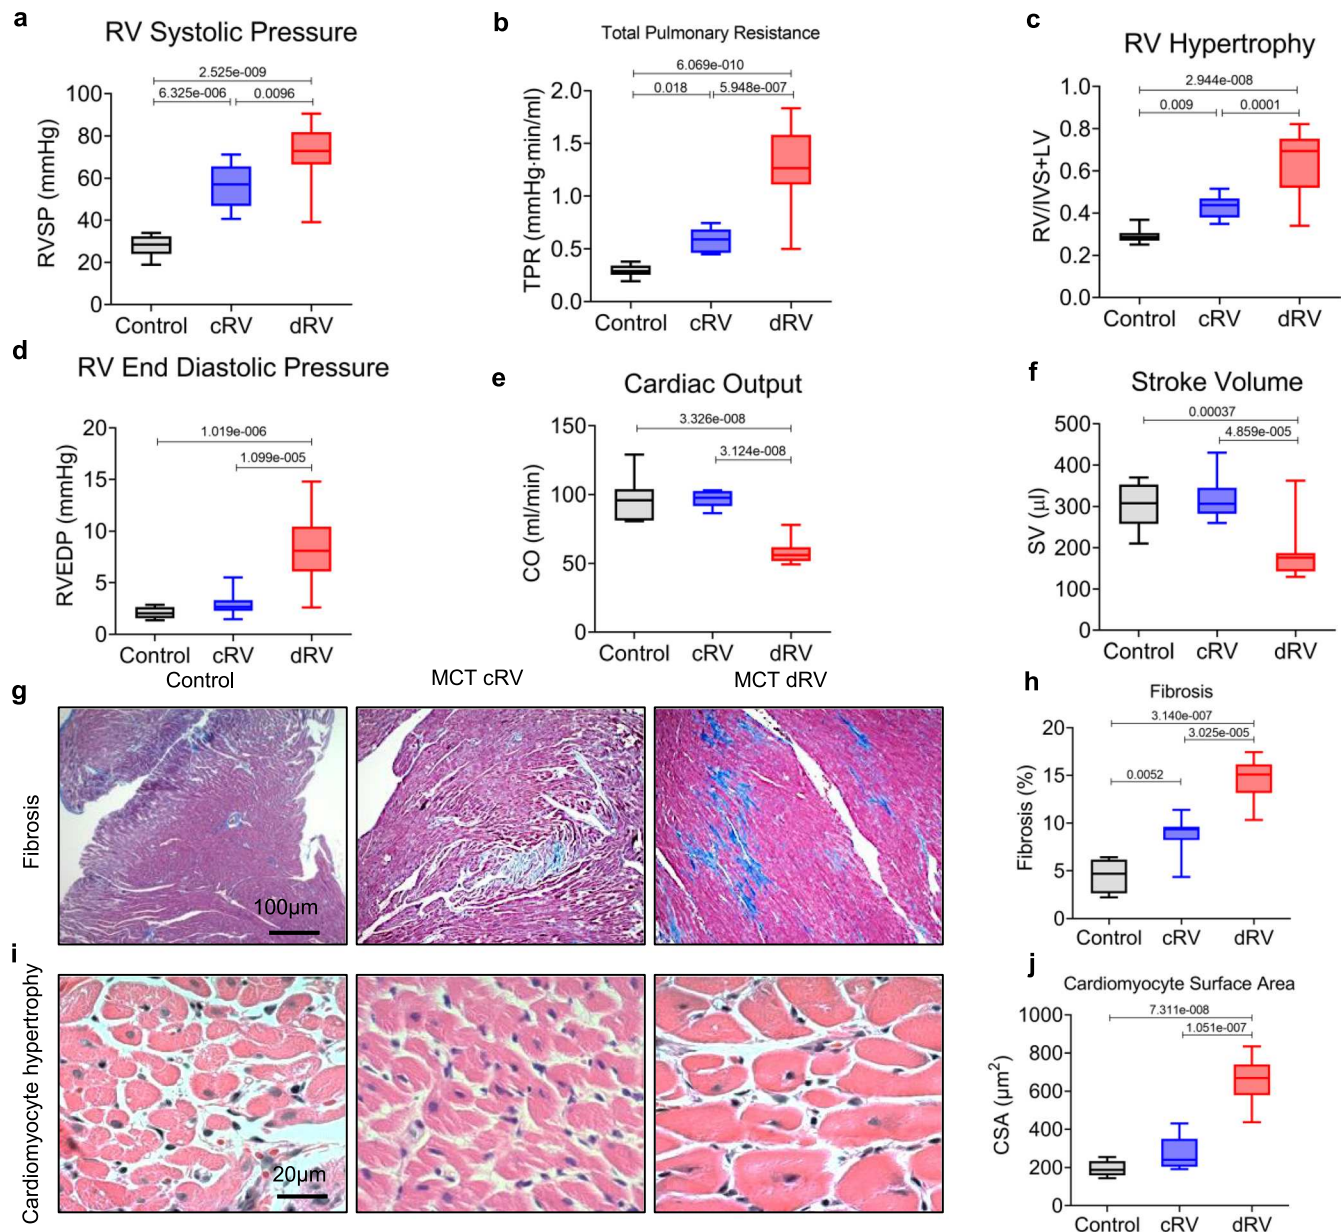 a
RV Systolic Pressure
2.525e-009
6.325e-006
0.0096
RVSP (mmHg)
100
80
60
40
20
0
Control
cRV
dRV
b
Total Pulmonary Resistance
6.069e-010
0.018
5.948e-007
TPR (mmHg·min/ml)
2.0
1.5
1.0
0.5
0.0
Control
cRV
dRV
c
RV Hypertrophy
2.944e-008
0.009
0.0001
RV/IVS+LV
1.0
0.8
0.6
0.4
0.2
0.0
Control
cRV
dRV
d
RV End Diastolic Pressure
1.019e-006
1.099e-005
RVEDP (mmHg)
20
15
10
5
0
Control
cRV
dRV
e
Cardiac Output
3.326e-008
3.124e-008
CO (ml/min)
150
100
50
0
cRV
dRV
f
Stroke Volume
0.00037
4.859e-005
SV (µl)
500
400
300
200
100
0
Control
cRV
dRV
g
Control
MCT cRV
MCT dRV
Fibrosis
100µm
h
Fibrosis
3.140e-007
3.025e-005
0.0052
Fibrosis (%)
20
15
10
5
0
Control
cRV
dRV
i
Cardiomyocyte hypertrophy
20µm
j
Cardiomyocyte Surface Area
7.311e-008
1.051e-007
CSA (µm²)
1000
800
600
400
200
0
Control
cRV
dRV